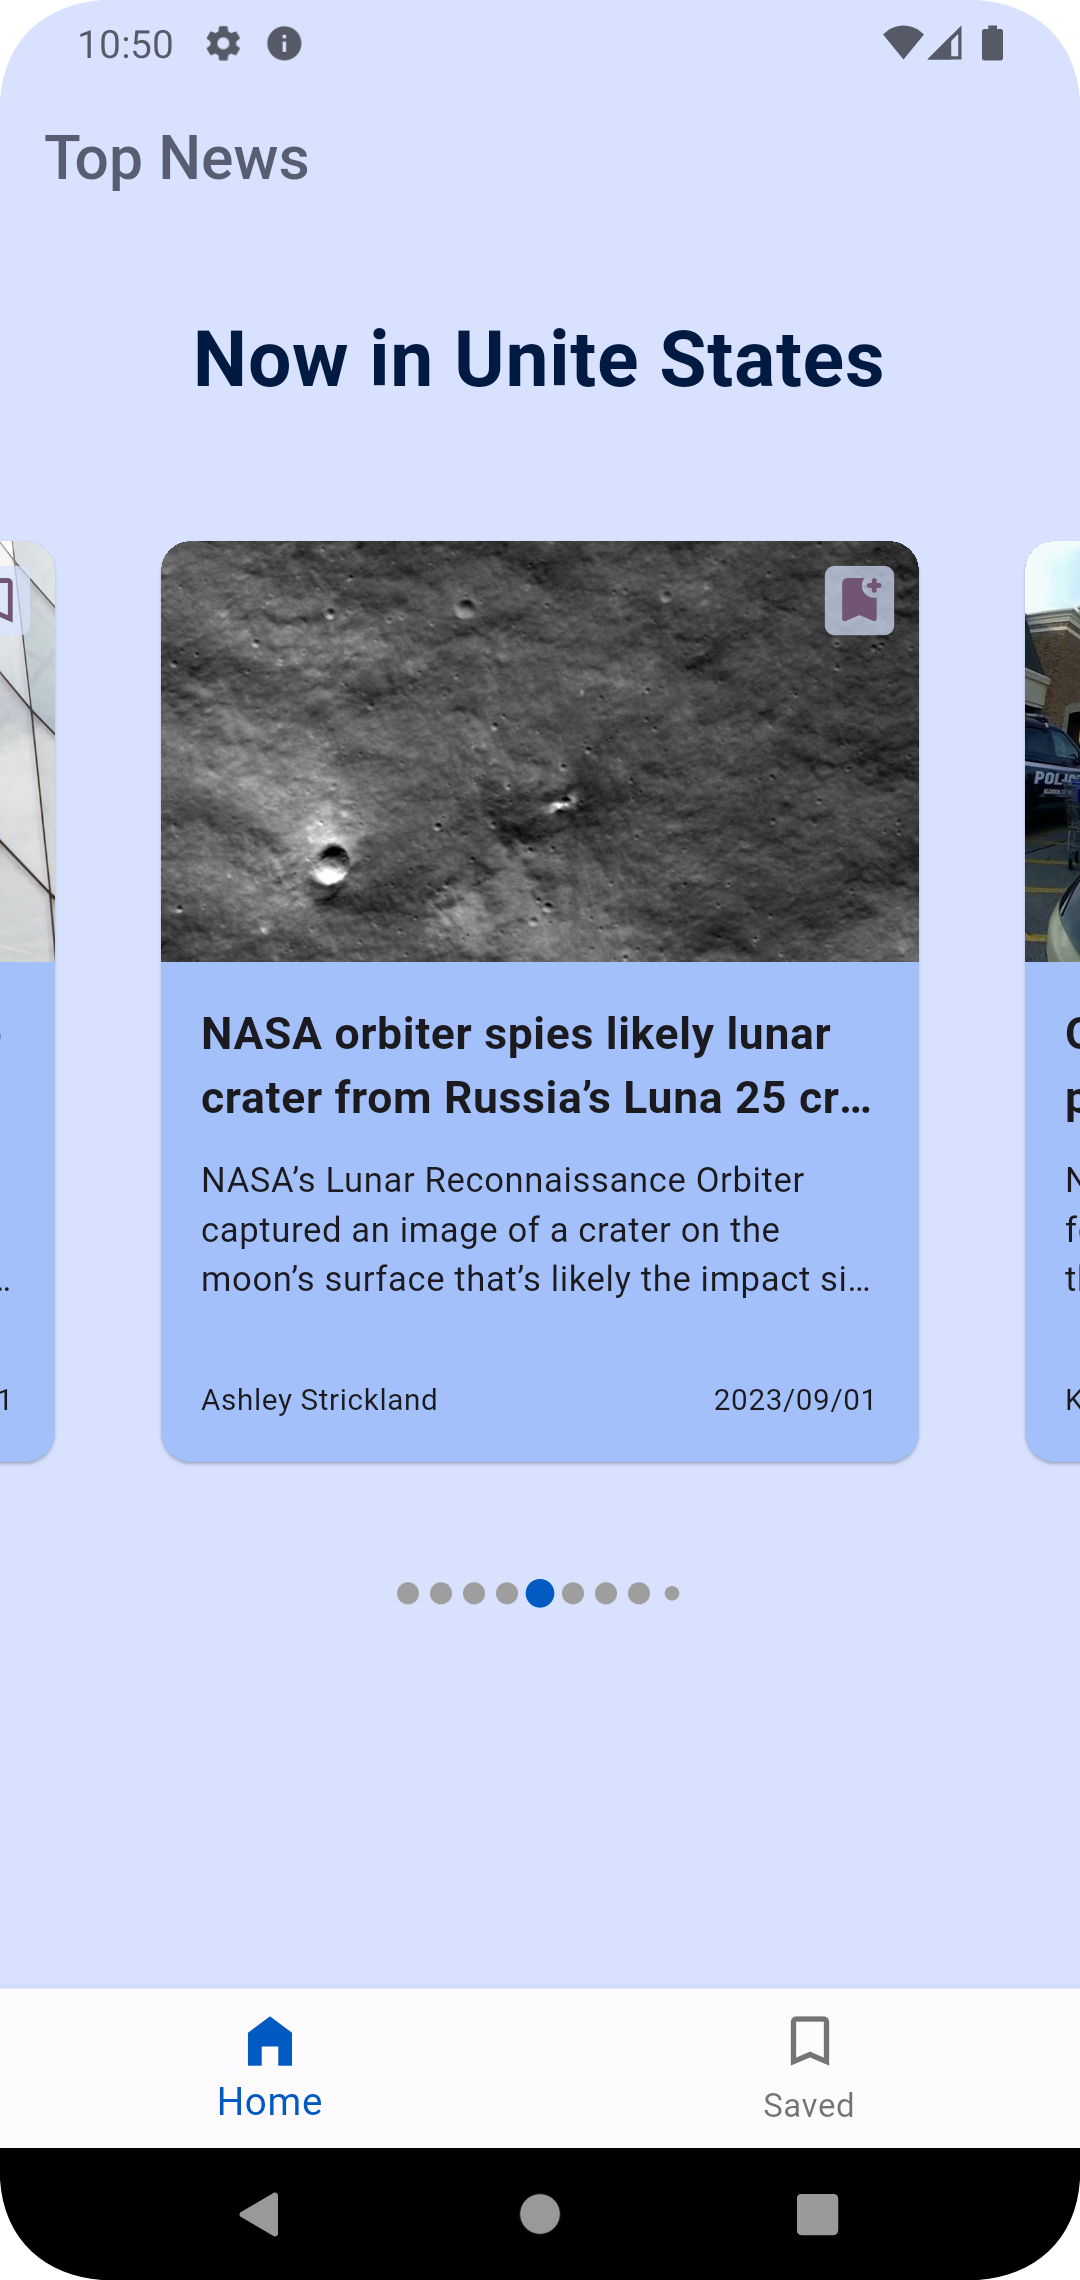 10:50
Top News
Now in Unite States
POLI
NASA orbiter spies likely lunar
crater from Russia’s Luna 25 cr…
NASA’s Lunar Reconnaissance Orbiter
captured an image of a crater on the
moon’s surface that’s likely the impact si…
Ashley Strickland
2023/09/01
Home
Saved